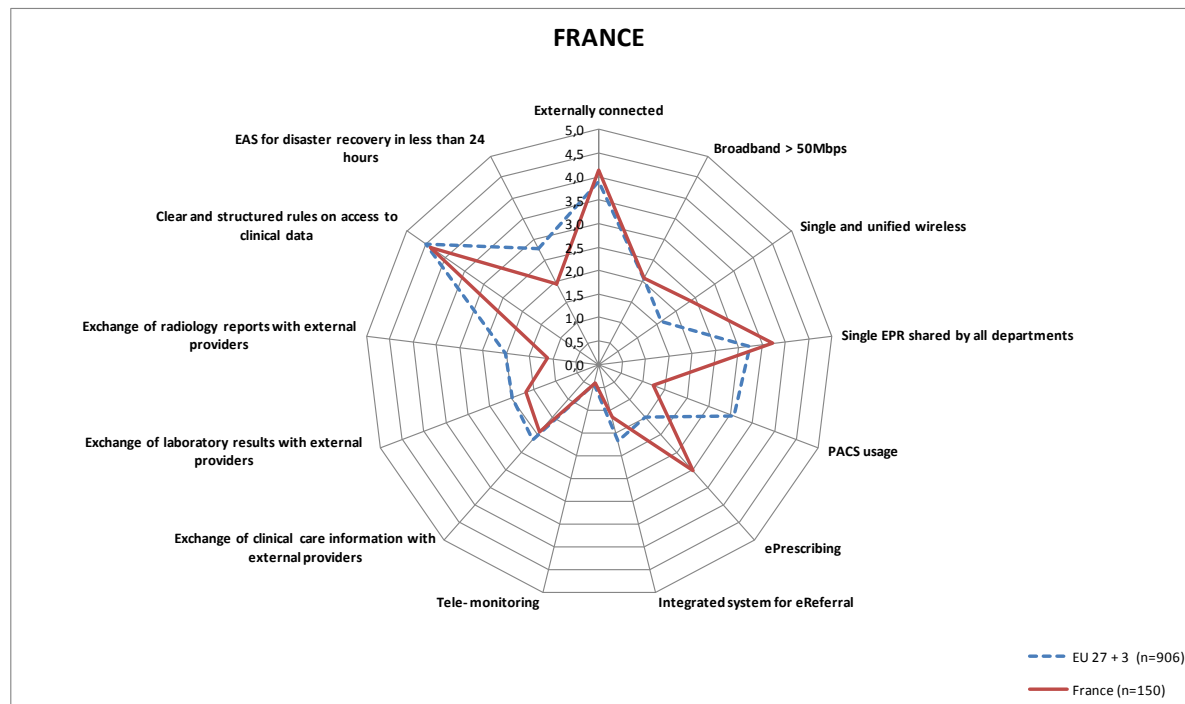 FRANCE
Externally connected
Broadband > 50Mbps
Single and unified wireless
Single EPR shared by all departments
PACS usage
ePrescribing
Integrated system for eReferral
Tele- monitoring
Exchange of clinical care information with
external providers
Exchange of laboratory results with external
providers
Exchange of radiology reports with external
providers
Clear and structured rules on access to
clinical data
EAS for disaster recovery in less than 24
hours
5,0
4,5
4,0
3,5
3,0
2,5
2,0
1,5
1,0
0,5
0,0
EU 27 + 3 (n=906)
France (n=150)